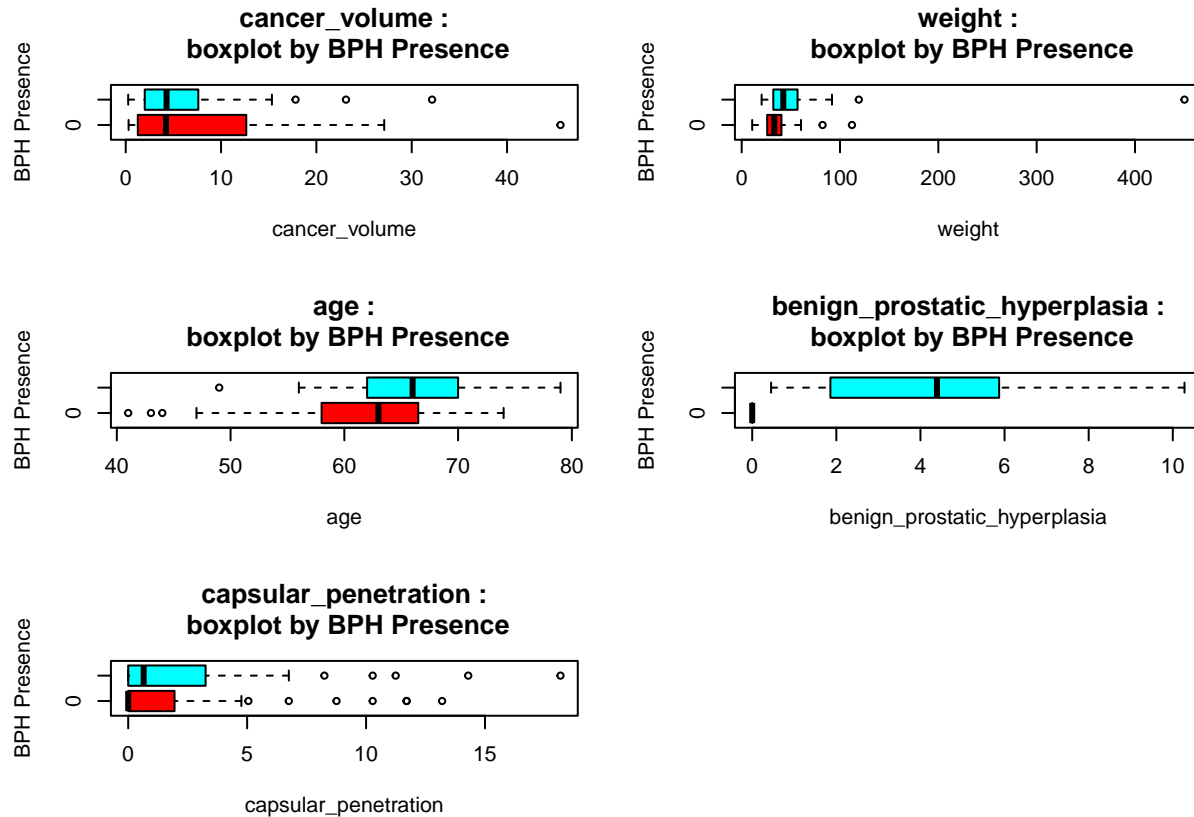 cancer_volume :
boxplot by BPH Presence
BPH Presence
0
0 10 20 30 40
cancer_volume
weight :
boxplot by BPH Presence
BPH Presence
0
0 100 200 300 400
weight
age :
boxplot by BPH Presence
BPH Presence
0
40 50 60 70 80
age
benign_prostatic_hyperplasia :
boxplot by BPH Presence
BPH Presence
0
0 2 4 6 8 10
benign_prostatic_hyperplasia
capsular_penetration :
boxplot by BPH Presence
BPH Presence
0
0 5 10 15
capsular_penetration